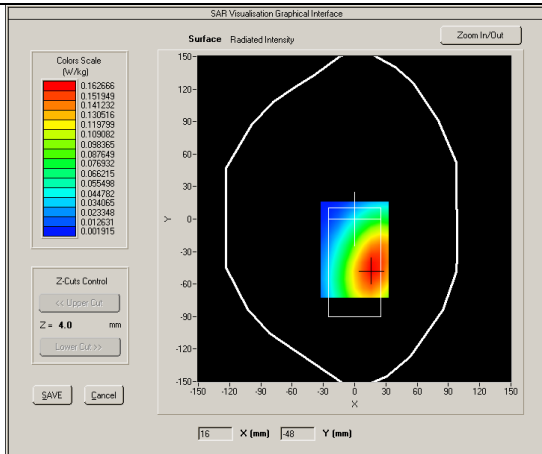 SAR Visualisation Graphical Interface
Surface Radiated Intensity
Zoom In/Out
Colors Scale
(W/kg)
0.162666
0.151949
0.141232
0.130516
0.119799
0.109082
0.098365
0.087649
0.076932
0.066215
0.055498
0.044782
0.034065
0.023348
0.012631
0.001915
Z-Cuts Control
<< Upper Cut
Z = 4.0 mm
Lower Cut >>
SAVE Cancel
150
120
90
60
30
0
-30
-60
-90
-120
-150
Y
-150 -120 -90 -60 -30 0 30 60 90 120 150
X
16 X (mm) -48 Y (mm)